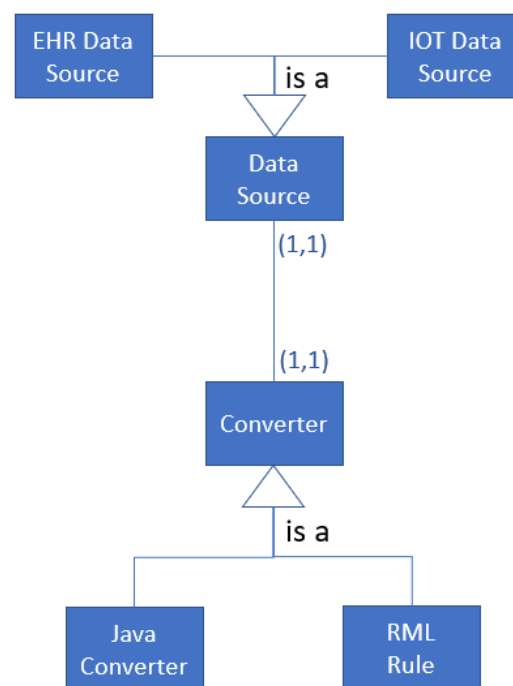 EHR Data
Source
IOT Data
Source
is a
Data
Source
(1,1)
(1,1)
Converter
is a
Java
Converter
RML
Rule